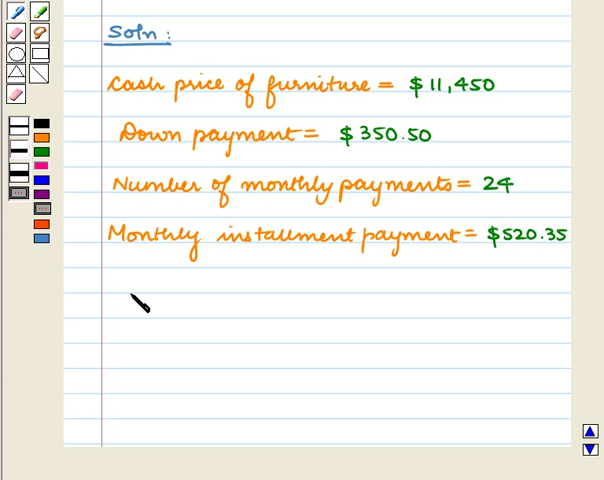 Soln :
Cash price of furniture = $ 11,450
Down payment = $ 350.50
Number of monthly payments = 24
Monthly installment payment = $520.35